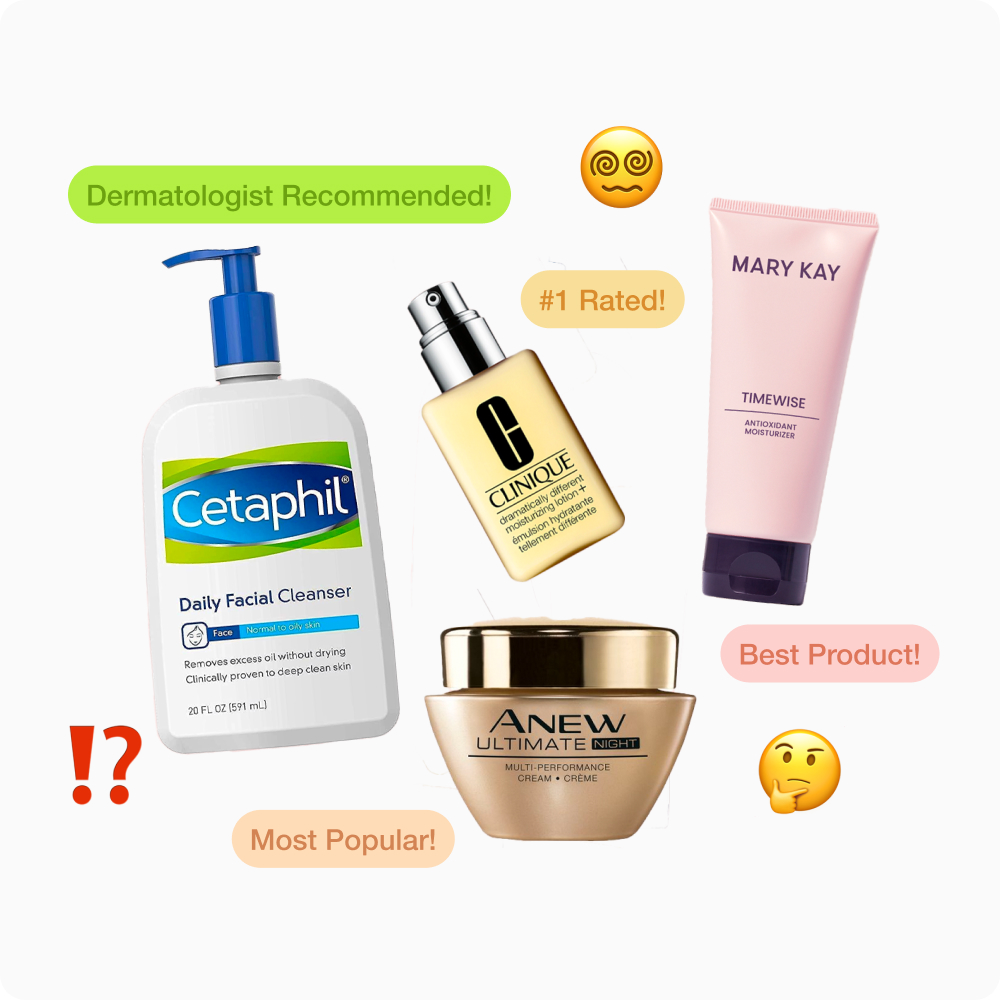 Dermatologist Recommended!
#1 Rated!
MARY KAY
TIMEWISE
ANTIOXIDANT
MOISTURIZER
CLINIQUE
dramatically different
moisturizing lotion +
émulsion hydratante
tellement différente
Cetaphil®
Daily Facial Cleanser
Face Normal to oily skin
Removes excess oil without drying
Clinically proven to deep clean skin
20 FL OZ (591 mL)
Best Product!
ANEW
ULTIMATE NIGHT
MULTI-PERFORMANCE
CREAM • CRÈME
Most Popular!